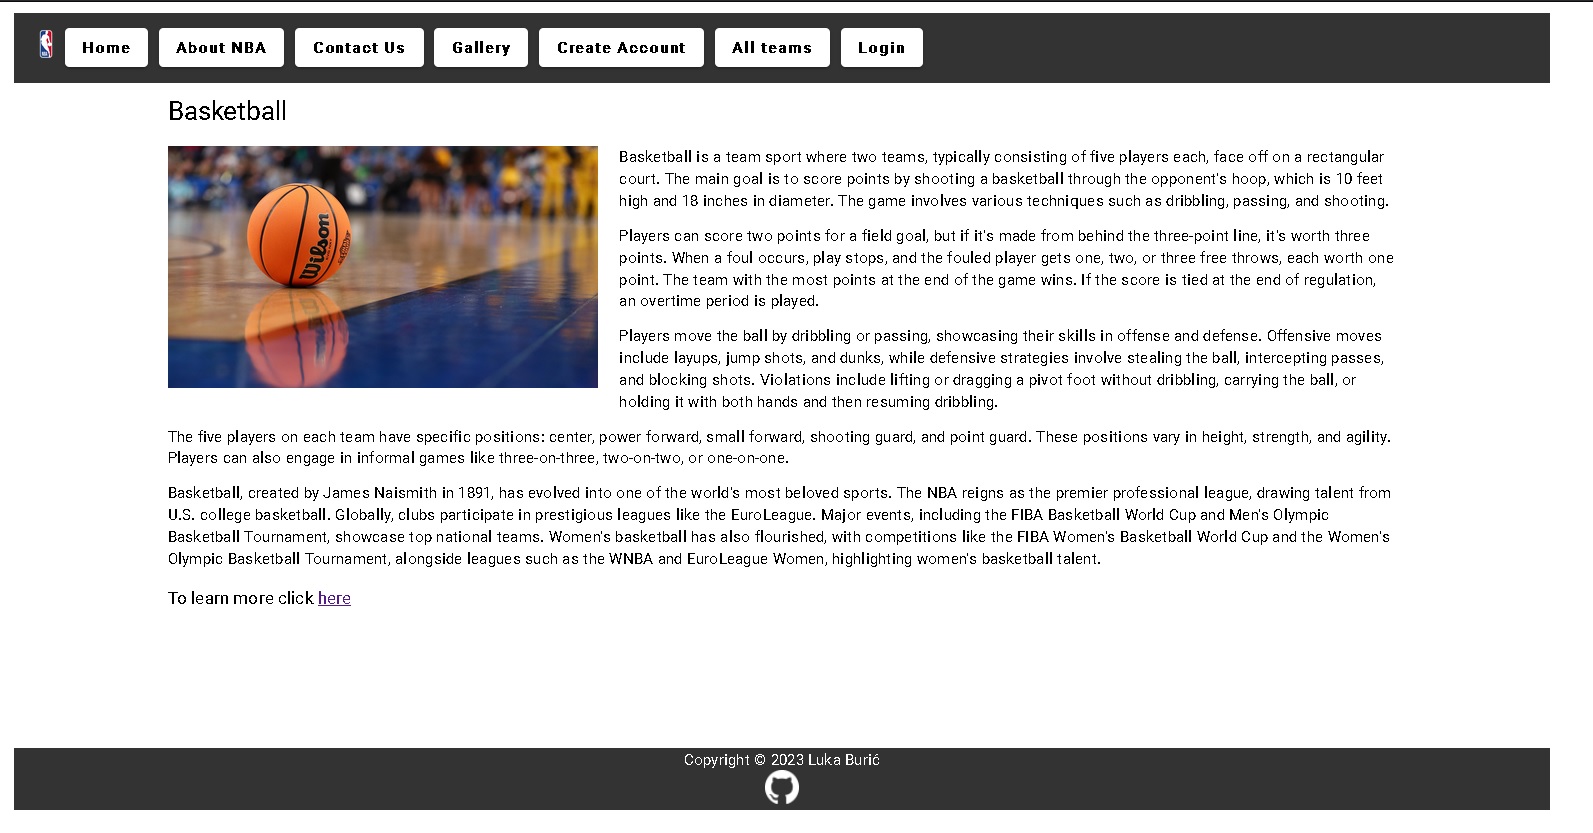 Home
About NBA
Contact Us
Gallery
Create Account
All teams
Login
Basketball
Wilson
Basketball is a team sport where two teams, typically consisting of five players each, face off on a rectangular
court. The main goal is to score points by shooting a basketball through the opponent's hoop, which is 10 feet
high and 18 inches in diameter. The game involves various techniques such as dribbling, passing, and shooting.
Players can score two points for a field goal, but if it's made from behind the three-point line, it's worth three
points. When a foul occurs, play stops, and the fouled player gets one, two, or three free throws, each worth one
point. The team with the most points at the end of the game wins. If the score is tied at the end of regulation,
an overtime period is played.
Players move the ball by dribbling or passing, showcasing their skills in offense and defense. Offensive moves
include layups, jump shots, and dunks, while defensive strategies involve stealing the ball, intercepting passes,
and blocking shots. Violations include lifting or dragging a pivot foot without dribbling, carrying the ball, or
holding it with both hands and then resuming dribbling.
The five players on each team have specific positions: center, power forward, small forward, shooting guard, and point guard. These positions vary in height, strength, and agility.
Players can also engage in informal games like three-on-three, two-on-two, or one-on-one.
Basketball, created by James Naismith in 1891, has evolved into one of the world's most beloved sports. The NBA reigns as the premier professional league, drawing talent from
U.S. college basketball. Globally, clubs participate in prestigious leagues like the EuroLeague. Major events, including the FIBA Basketball World Cup and Men's Olympic
Basketball Tournament, showcase top national teams. Women's basketball has also flourished, with competitions like the FIBA Women's Basketball World Cup and the Women's
Olympic Basketball Tournament, alongside leagues such as the WNBA and EuroLeague Women, highlighting women's basketball talent.
To learn more click here
Copyright © 2023 Luka Burić